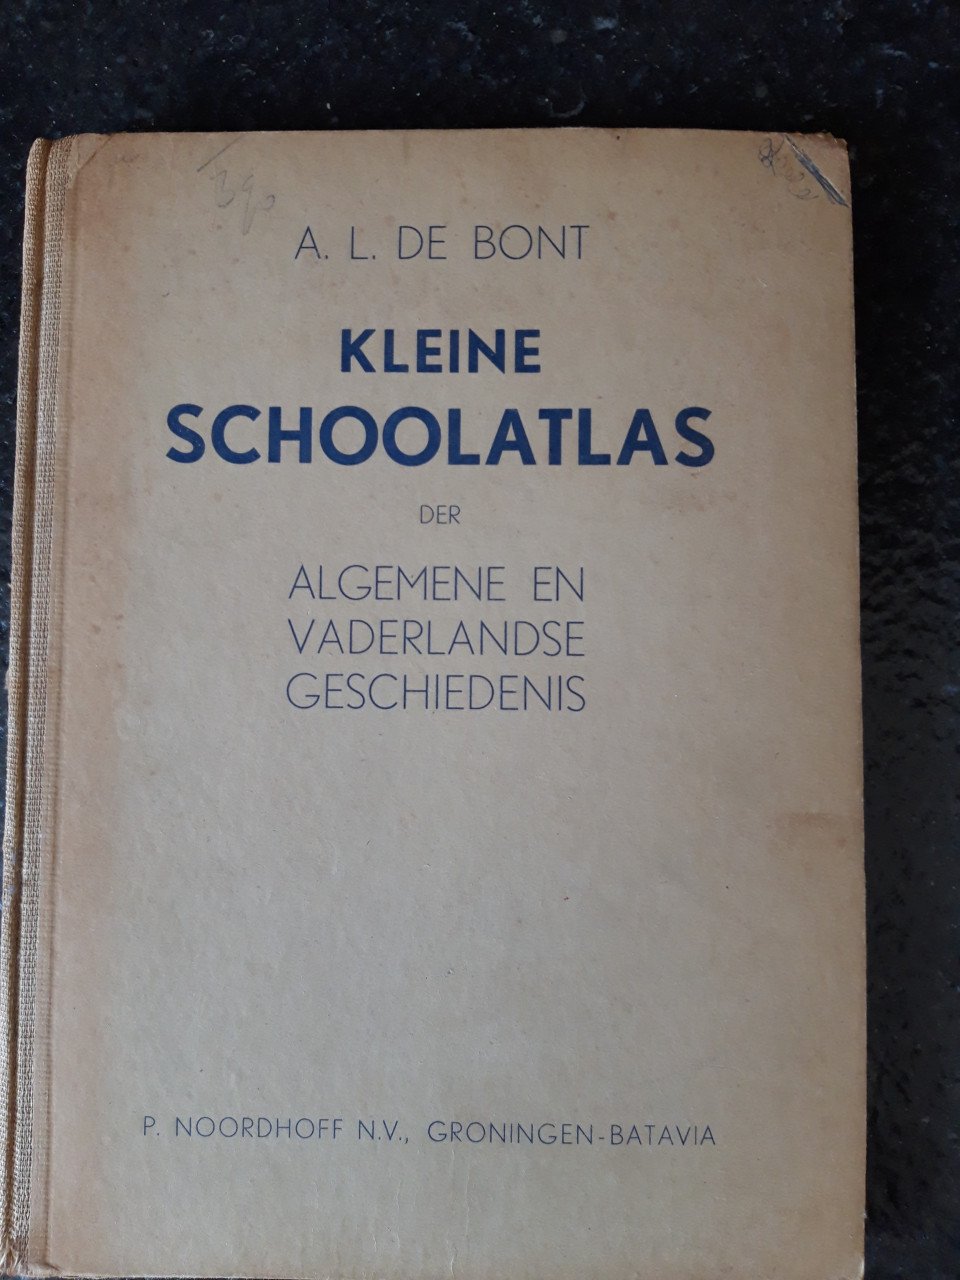 A. L. DE BONT
KLEINE
SCHOOLATLAS
DER
ALGEMENE EN
VADERLANDSE
GESCHIEDENIS
P. NOORDHOFF N.V., GRONINGEN-BATAVIA